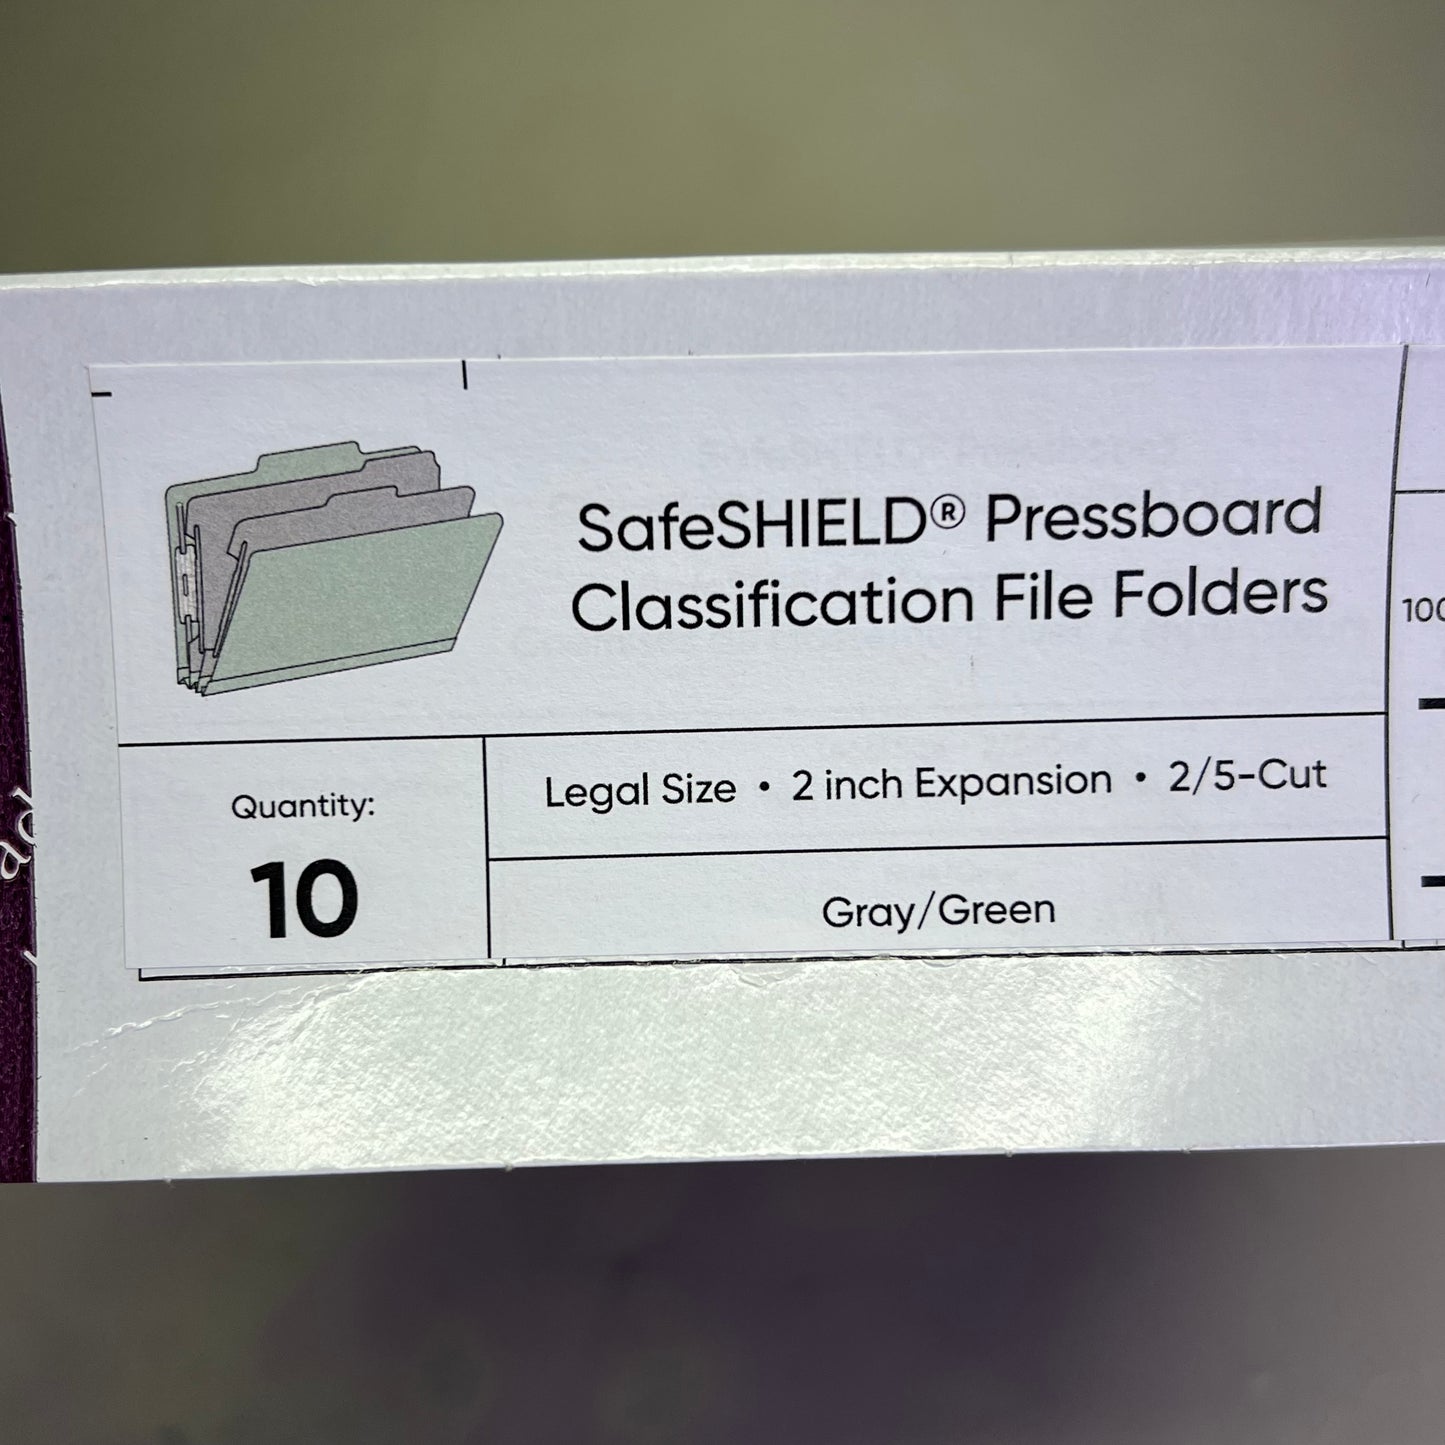 SafeSHIELD® Pressboard
Classification File Folders
Quantity:
10
Legal Size • 2 inch Expansion • 2/5-Cut
Gray/Green